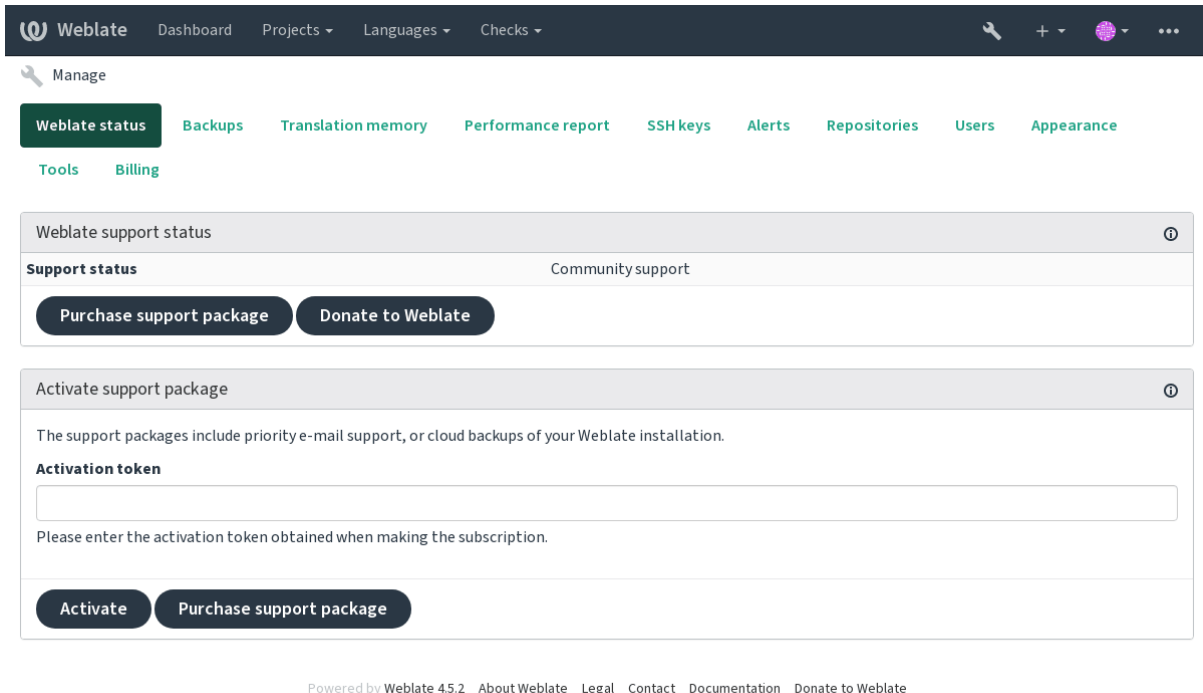 Weblate Dashboard Projects Languages Checks
Manage
Weblate status Backups Translation memory Performance report SSH keys Alerts Repositories Users Appearance
Tools Billing
Weblate support status
Support status Community support
Purchase support package Donate to Weblate
Activate support package
The support packages include priority e-mail support, or cloud backups of your Weblate installation.
Activation token
Please enter the activation token obtained when making the subscription.
Activate Purchase support package
Powered by Weblate 4.5.2 About Weblate Legal Contact Documentation Donate to Weblate